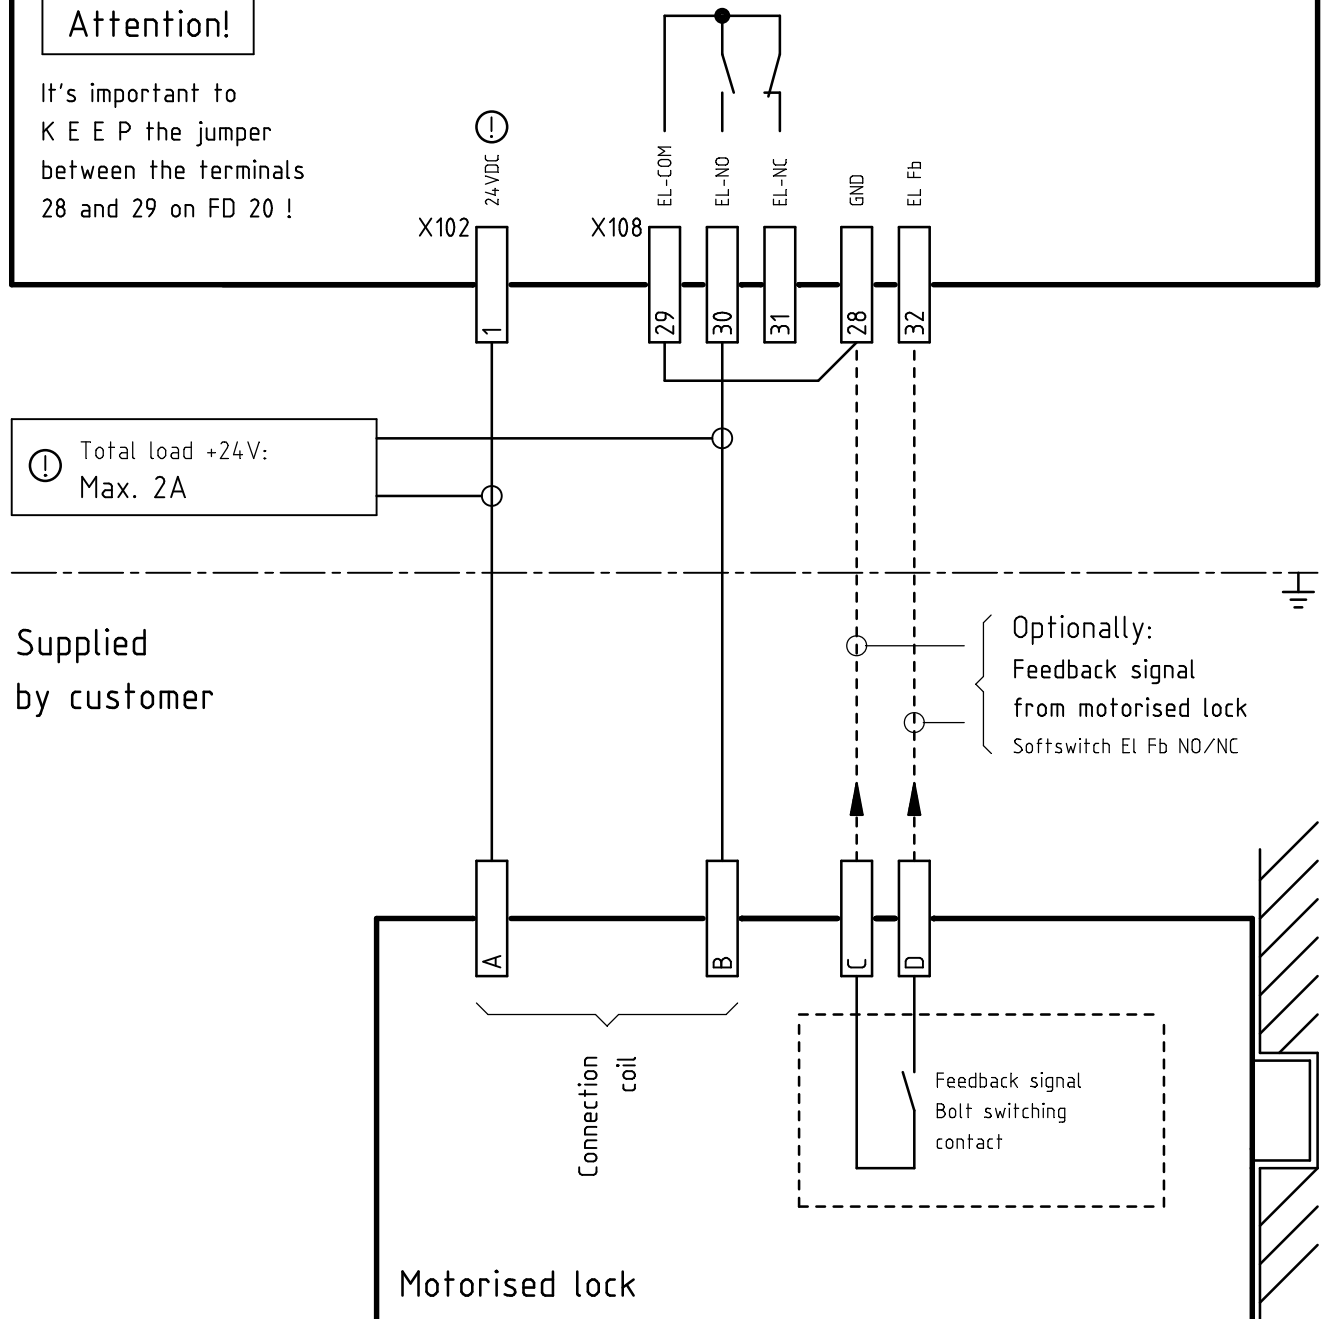 Attention!
It's important to
K E E P the jumper
between the terminals
28 and 29 on FD 20 !
24VDC
!
EL-COM
EL-NO
EL-NC
GND
EL Fb
X102
X108
1
29
30
31
28
32
!
Total load +24V:
Max. 2A
Supplied
by customer
Optionally:
Feedback signal
from motorised lock
Softswitch El Fb NO/NC
A
B
C
D
Connection
coil
Feedback signal
Bolt switching
contact
Motorised lock